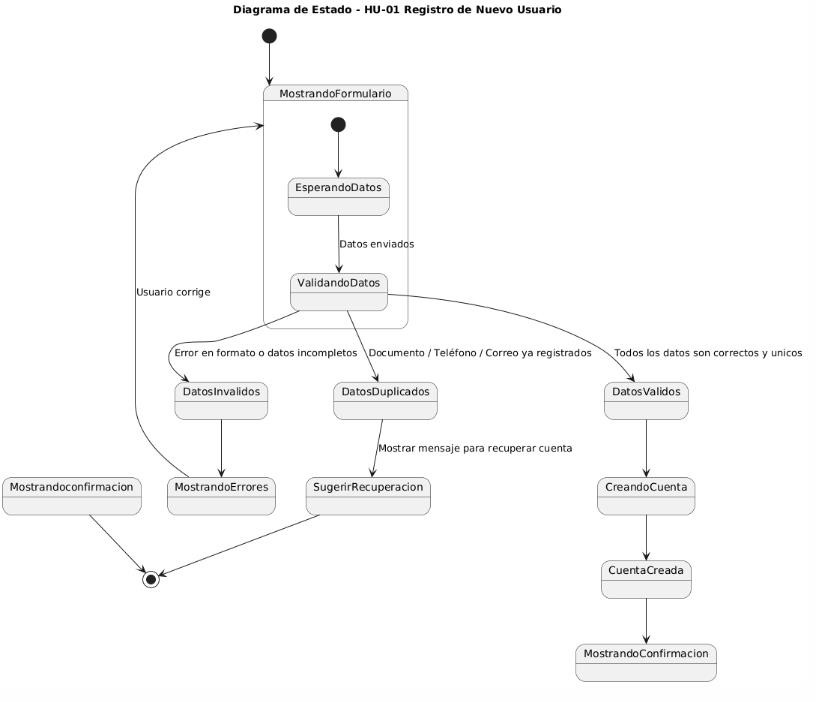 Diagrama de Estado - HU-01 Registro de Nuevo Usuario
MostrandoFormulario
EsperandoDatos
Datos enviados
ValidandoDatos
Usuario corrige
Error en formato o datos incompletos
Documento / Teléfono / Correo ya registrados
Todos los datos son correctos y unicos
DatosInvalidos
DatosDuplicados
DatosValidos
Mostrar mensaje para recuperar cuenta
Mostrandoconfirmacion
MostrandoErrores
SugerirRecuperacion
CreandoCuenta
CuentaCreada
MostrandoConfirmacion